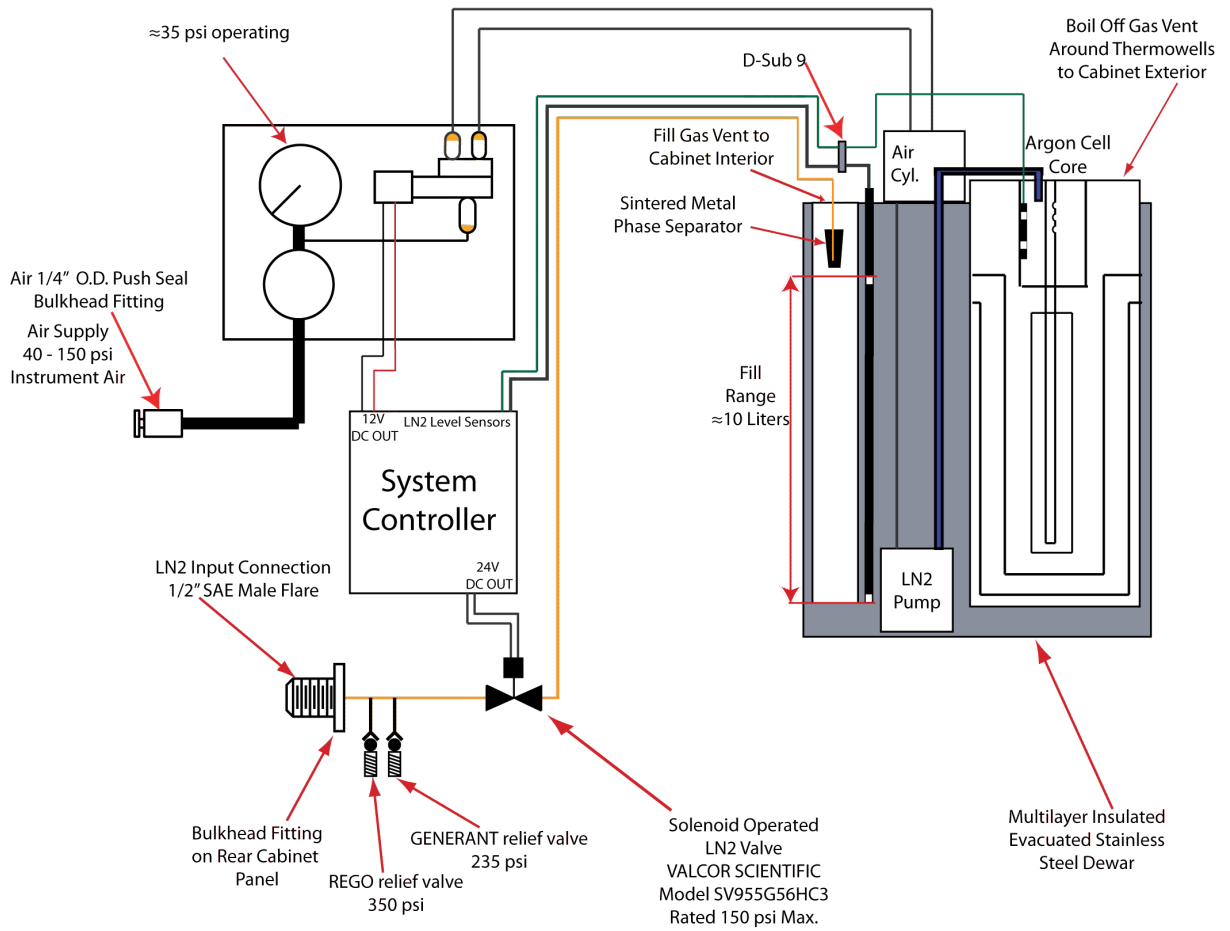 ≈35 psi operating
Boil Off Gas Vent
Around Thermowells
to Cabinet Exterior
D-Sub 9
Fill Gas Vent to
Cabinet Interior
Air
Cyl.
Argon Cell
Core
Sintered Metal
Phase Separator
Air 1/4” O.D. Push Seal
Bulkhead Fitting
Air Supply
40 - 150 psi
Instrument Air
Fill
Range
≈10 Liters
12V
DC OUT
LN2 Level Sensors
System
Controller
24V
DC OUT
LN2 Input Connection
1/2” SAE Male Flare
LN2
Pump
Bulkhead Fitting
on Rear Cabinet
Panel
GENERANT relief valve
235 psi
REGO relief valve
350 psi
Solenoid Operated
LN2 Valve
VALCOR SCIENTIFIC
Model SV955G56HC3
Rated 150 psi Max.
Multilayer Insulated
Evacuated Stainless
Steel Dewar